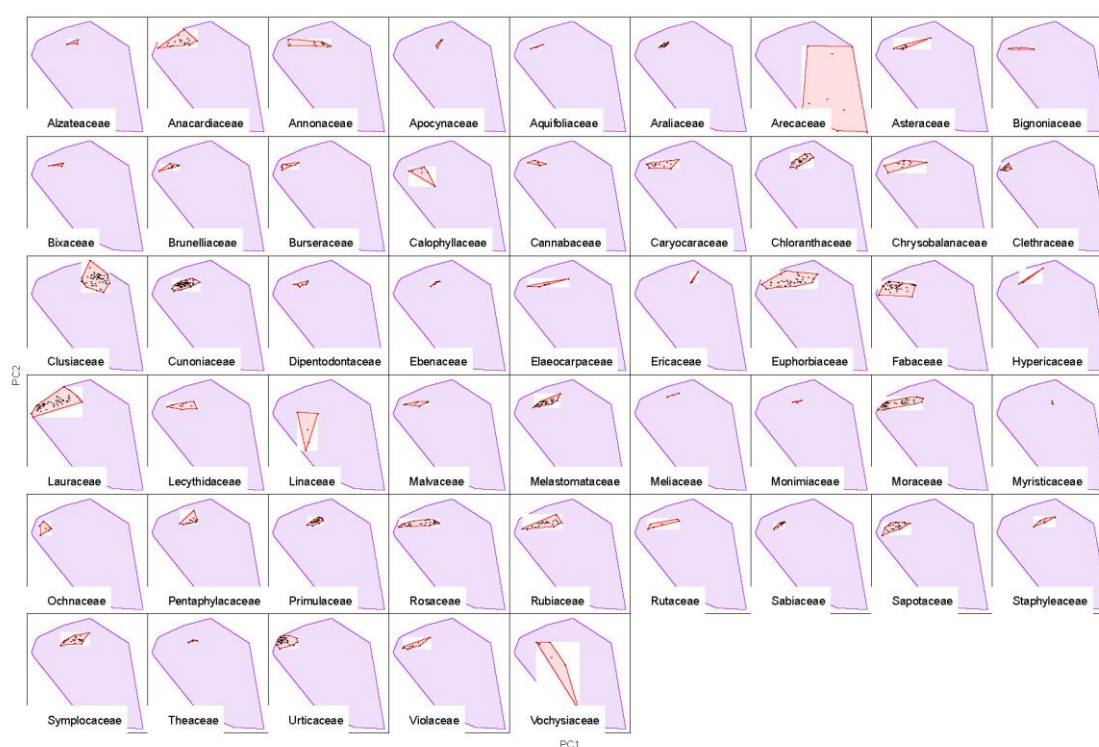 Alzateaceae Anacardiaceae Annonaceae Apocynaceae Aquifoliaceae Araliaceae Arecaceae Asteraceae Bignoniaceae
Bixaceae Brunelliaceae Burseraceae Calophyllaceae Cannabaceae Caryocaraceae Chloranthaceae Chrysobalanaceae Clethraceae
Clusiaceae Cunoniaceae Dipentodontaceae Ebenaceae Elaeocarpaceae Ericaceae Euphorbiaceae Fabaceae Hypericaceae
PC2
Lauraceae Lecythidaceae Linaceae Malvaceae Melastomataceae Meliaceae Monimiaceae Moraceae Myristicaceae
Ochnaceae Pentaphylacaceae Primulaceae Rosaceae Rubiaceae Rutaceae Sabiaceae Sapotaceae Staphyleaceae
Symplocaceae Theaceae Urticaceae Violaceae Vochysiaceae
PC1